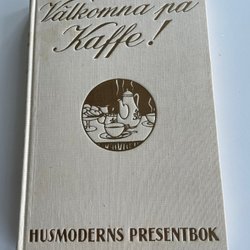 Välkomna på
Kaffe!
HUSMODERNS PRESENTBOK